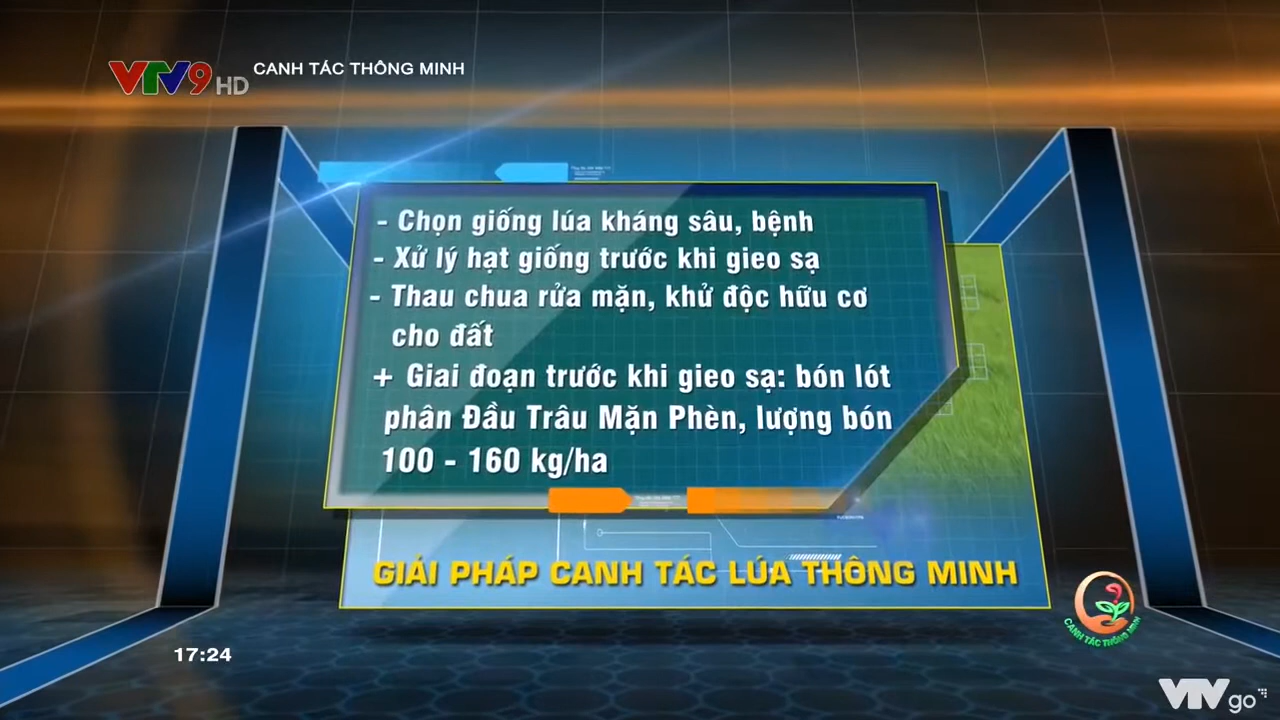 VTV9 HD
CANH TÁC THÔNG MINH
- Chọn giống lúa kháng sâu, bệnh
- Xử lý hạt giống trước khi gieo sạ
- Thau chua rửa mặn, khử độc hữu cơ
cho đất
+ Giai đoạn trước khi gieo sạ: bón lót
phân Đầu Trâu Mặn Phèn, lượng bón
100 - 160 kg/ha
GIẢI PHÁP CANH TÁC LÚA THÔNG MINH
CANH TÁC THÔNG MINH
17:24
VTV go